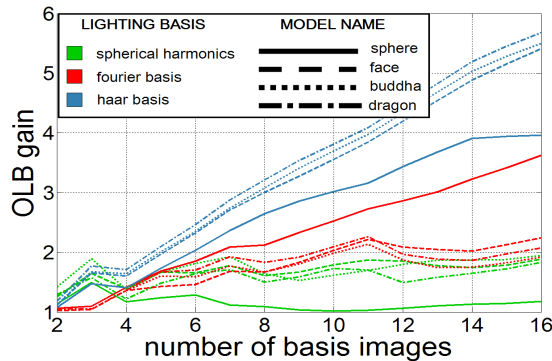 LIGHTING BASIS
spherical harmonics
fourier basis
haar basis
MODEL NAME
sphere
face
buddha
dragon
OLB gain
6
5
4
3
2
1
2 4 6 8 10 12 14 16
number of basis images